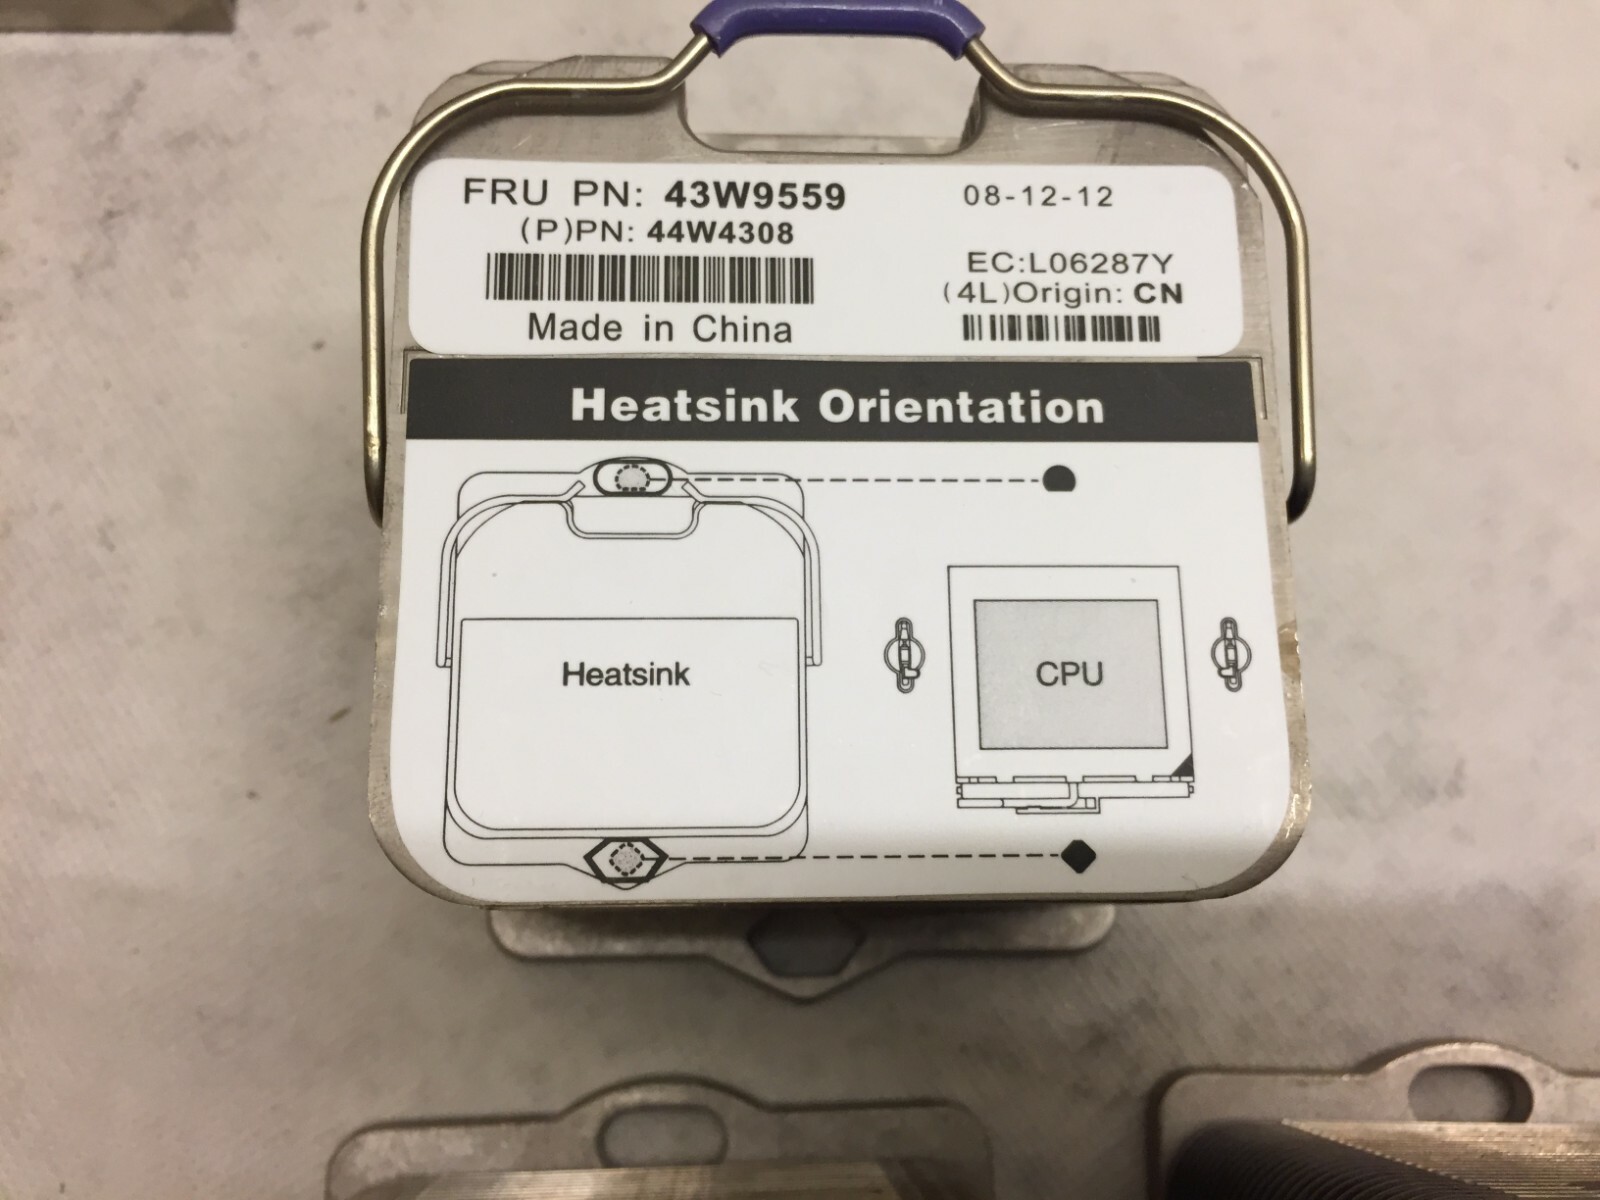 FRU PN: 43W9559
08-12-12
(P)PN: 44W4308
EC:L06287Y
(4L)Origin: CN
Made in China
Heatsink Orientation
Heatsink
CPU